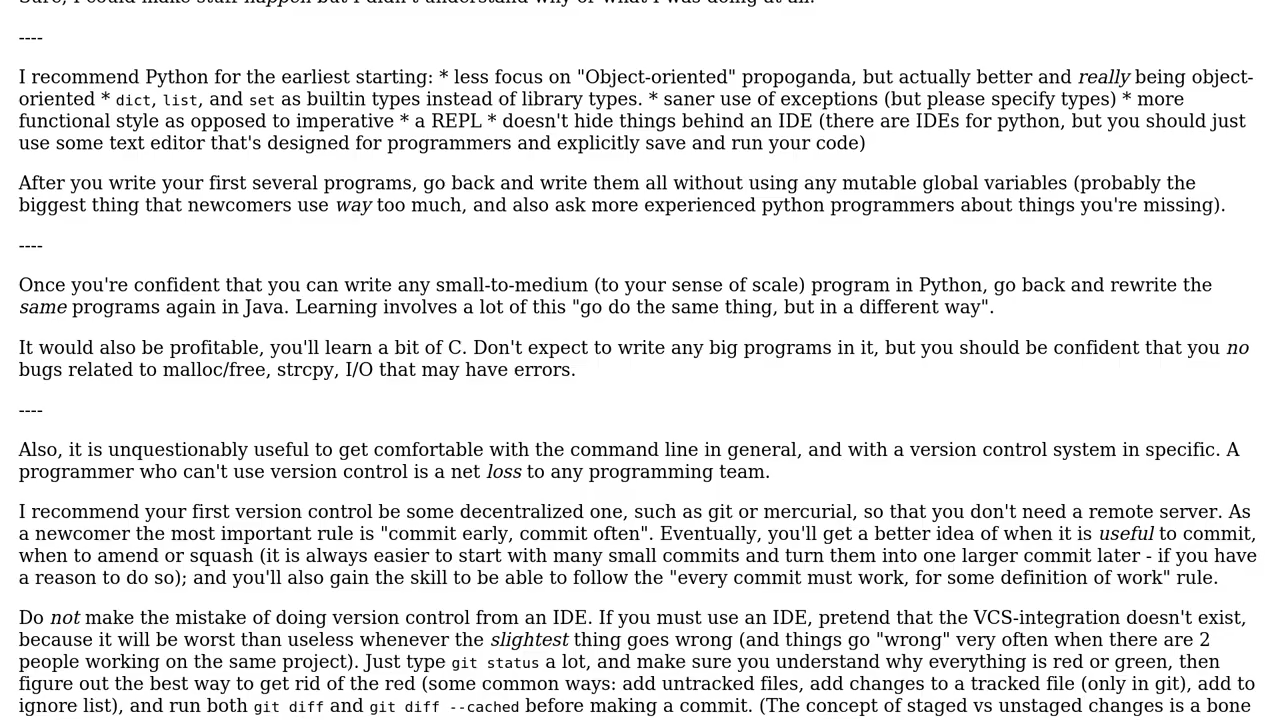 ----
I recommend Python for the earliest starting: * less focus on "Object-oriented" propoganda, but actually better and really being object-
oriented * dict, list, and set as builtin types instead of library types. * saner use of exceptions (but please specify types) * more
functional style as opposed to imperative * a REPL * doesn't hide things behind an IDE (there are IDEs for python, but you should just
use some text editor that's designed for programmers and explicitly save and run your code)
After you write your first several programs, go back and write them all without using any mutable global variables (probably the
biggest thing that newcomers use way too much, and also ask more experienced python programmers about things you're missing).
----
Once you're confident that you can write any small-to-medium (to your sense of scale) program in Python, go back and rewrite the
same programs again in Java. Learning involves a lot of this "go do the same thing, but in a different way".
It would also be profitable, you'll learn a bit of C. Don't expect to write any big programs in it, but you should be confident that you no
bugs related to malloc/free, strcpy, I/O that may have errors.
----
Also, it is unquestionably useful to get comfortable with the command line in general, and with a version control system in specific. A
programmer who can't use version control is a net loss to any programming team.
I recommend your first version control be some decentralized one, such as git or mercurial, so that you don't need a remote server. As
a newcomer the most important rule is "commit early, commit often". Eventually, you'll get a better idea of when it is useful to commit,
when to amend or squash (it is always easier to start with many small commits and turn them into one larger commit later - if you have
a reason to do so); and you'll also gain the skill to be able to follow the "every commit must work, for some definition of work" rule.
Do not make the mistake of doing version control from an IDE. If you must use an IDE, pretend that the VCS-integration doesn't exist,
because it will be worst than useless whenever the slightest thing goes wrong (and things go "wrong" very often when there are 2
people working on the same project). Just type git status a lot, and make sure you understand why everything is red or green, then
figure out the best way to get rid of the red (some common ways: add untracked files, add changes to a tracked file (only in git), add to
ignore list), and run both git diff and git diff --cached before making a commit. (The concept of staged vs unstaged changes is a bone